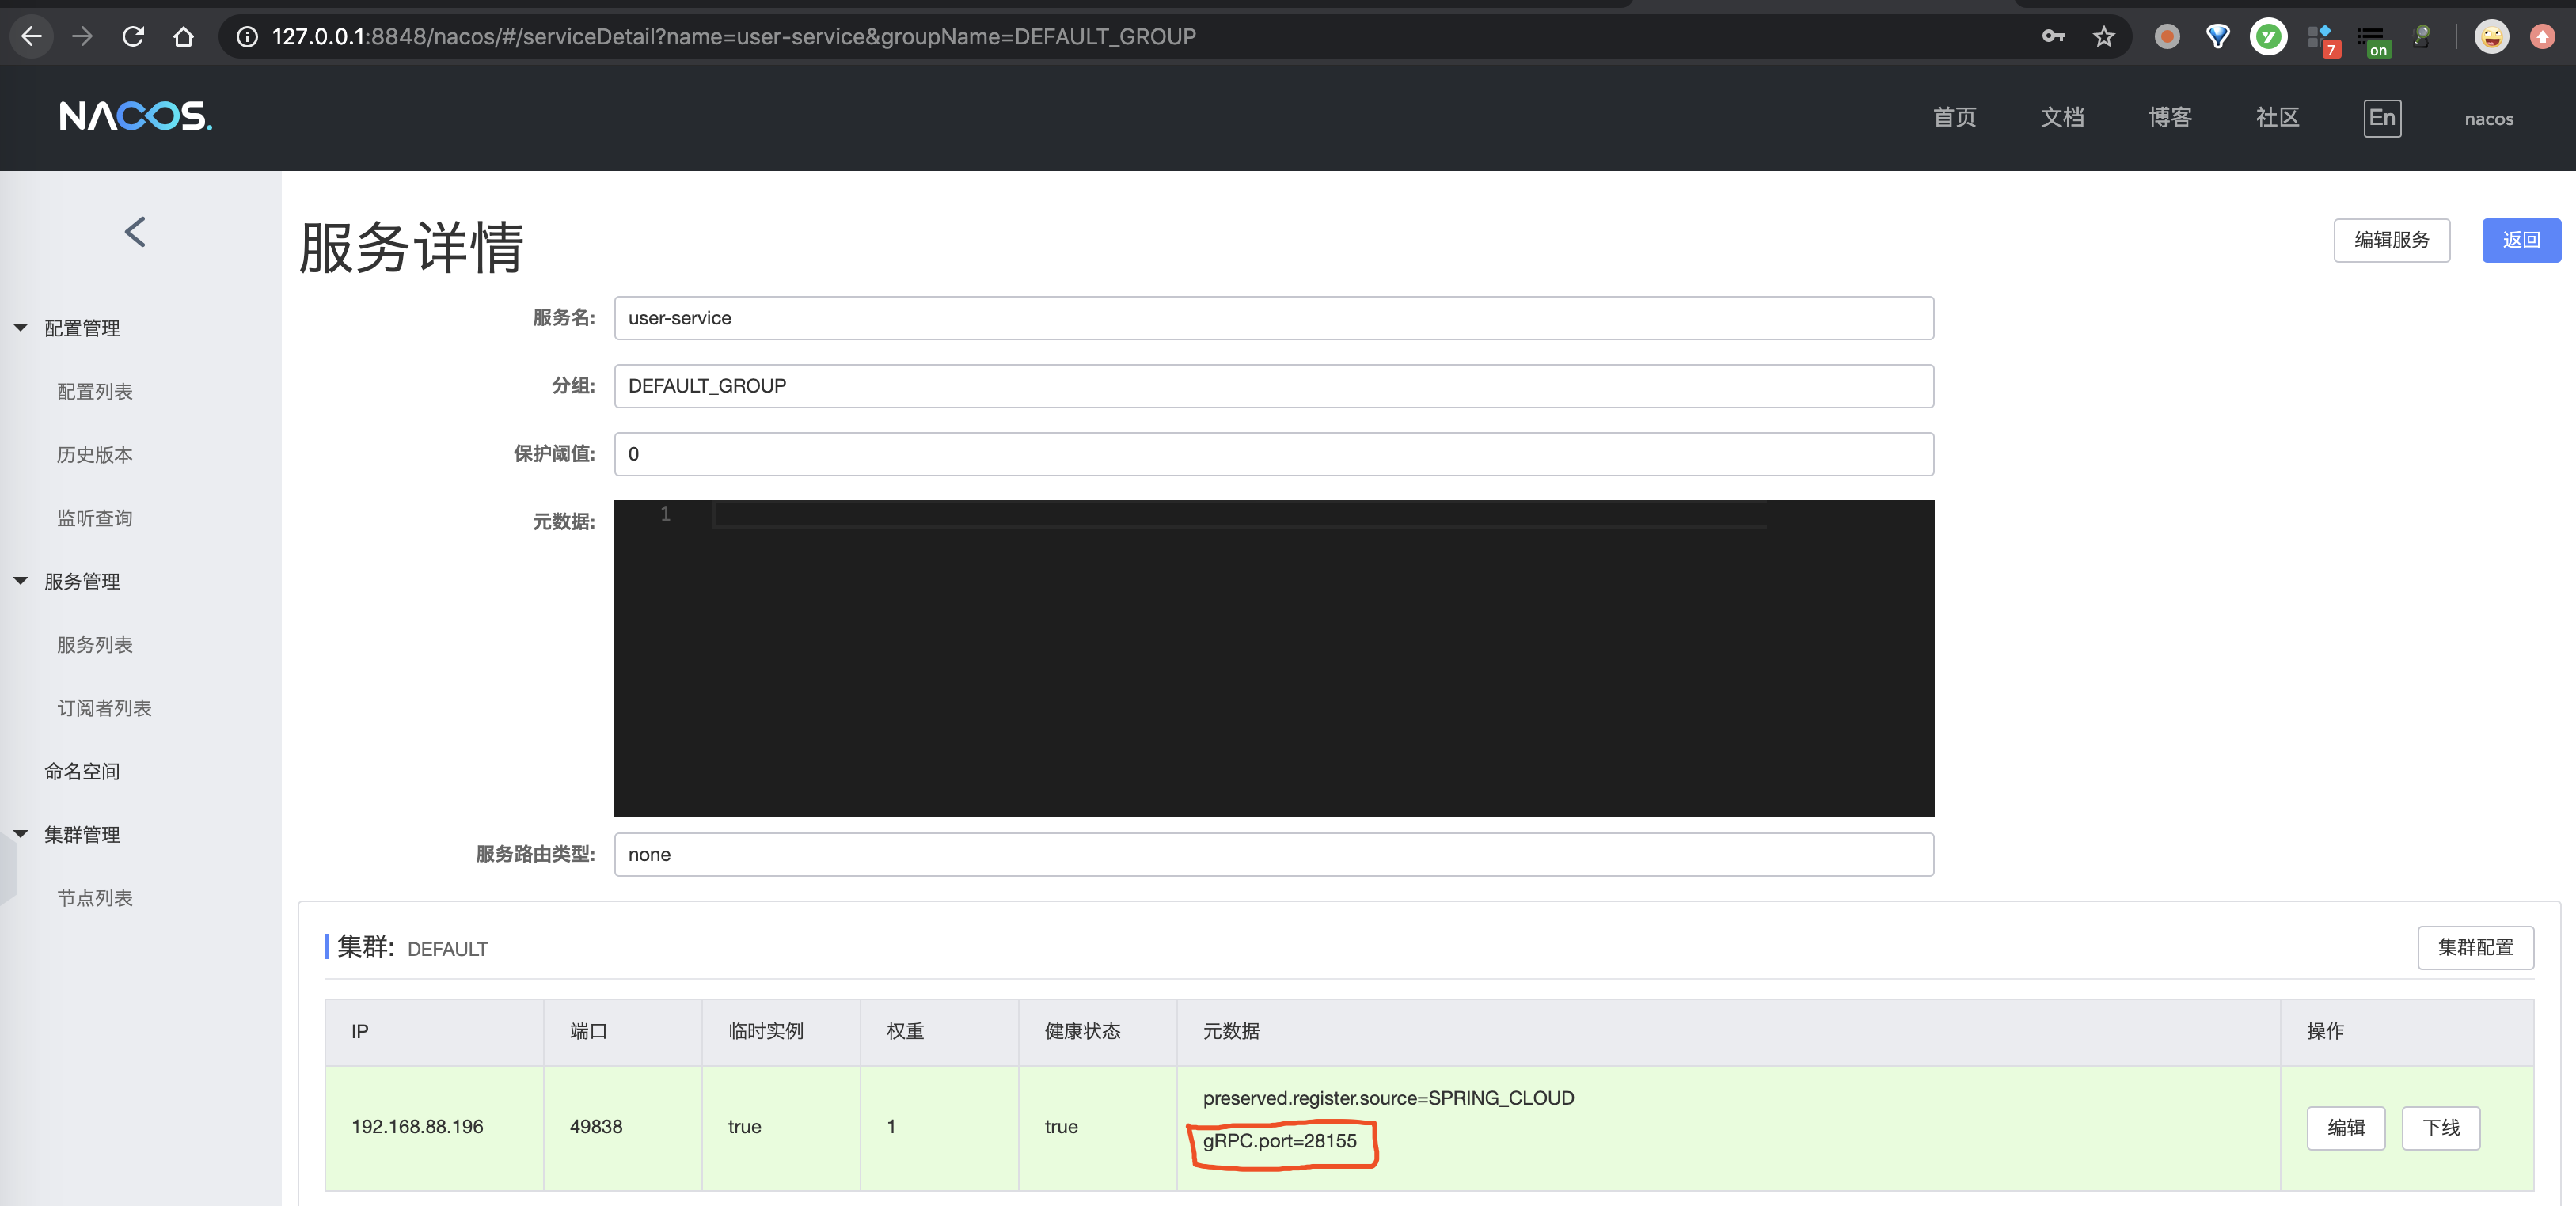 127.0.0.1:8848/nacos/#/serviceDetail?name=user-service&groupName=DEFAULT_GROUP
7
on
NACOS.
首页
文档
博客
社区
En
nacos
服务详情
编辑服务
返回
配置管理
配置列表
历史版本
监听查询
服务管理
服务列表
订阅者列表
命名空间
集群管理
节点列表
服务名: user-service
分组: DEFAULT_GROUP
保护阈值: 0
元数据: 1
服务路由类型: none
集群: DEFAULT
集群配置
IP 端口 临时实例 权重 健康状态 元数据 操作
192.168.88.196 49838 true 1 true
preserved.register.source=SPRING_CLOUD
gRPC.port=28155
编辑 下线